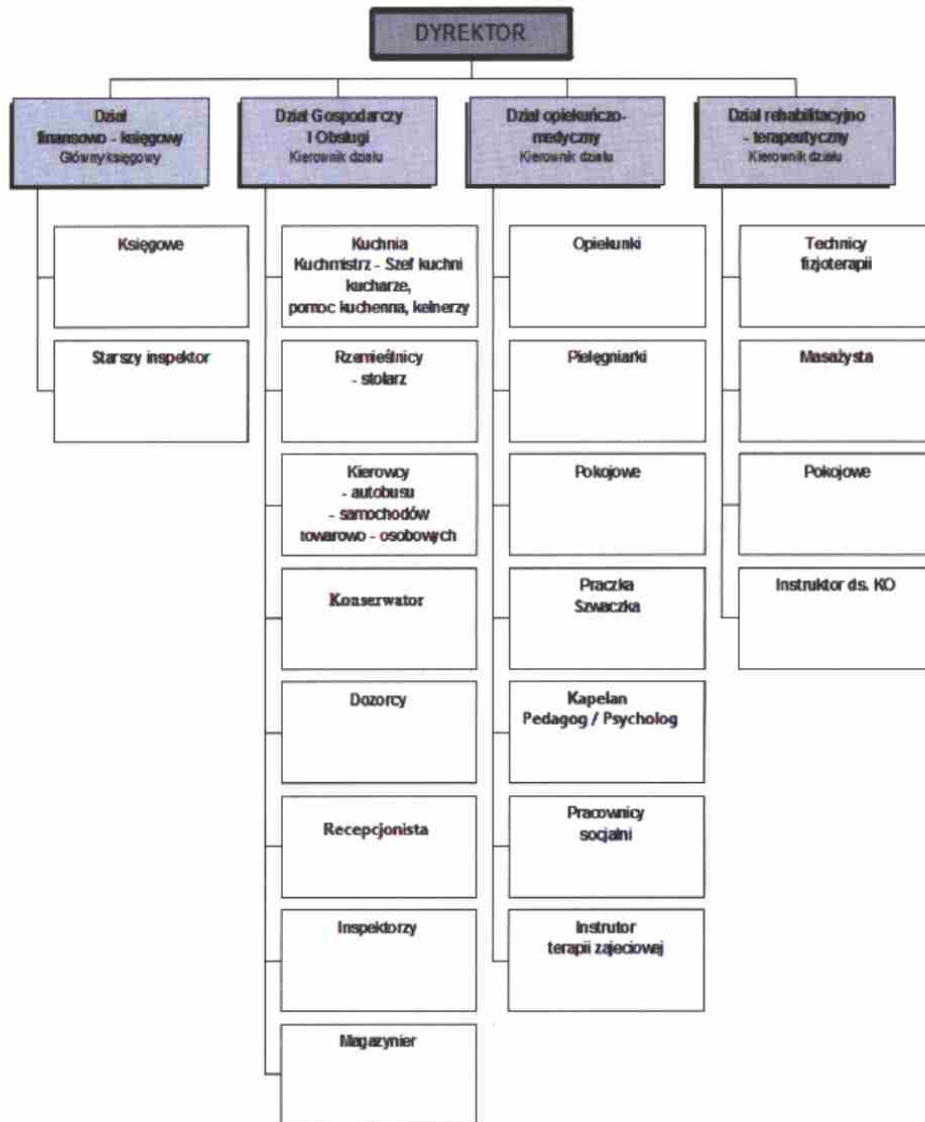 DYREKTOR
Dział
finansowo - księgowy
Główny księgowy
Dział Gospodarczy
I Obsługi
Kierownik działu
Dział opiekuńczo-
medyczny
Kierownik działu
Dział rehabilitacyjno
- terapeutyczny
Kierownik działu
Księgowe
Starszy inspektor
Kuchnia
Kuchmistrz - Szef kuchni
kucharze,
pomoc kuchenna, kelnerzy
Rzemieślnicy
- stolarz
Kierowcy
- autobusu
- samochodów
towarowo - osobowych
Konserwator
Dozorcy
Recepcjonista
Inspektorzy
Magazynier
Opiekunki
Pielęgniarki
Pokojowe
Praczka
Szwaczka
Kapelan
Pedagog / Psycholog
Pracownicy
socjalni
Instrutor
terapii zajeciowej
Technicy
fizjoterapii
Masażysta
Pokojowe
Instruktor ds. KO